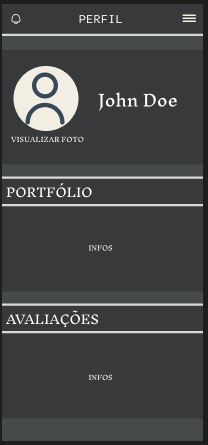 PERFIL
John Doe
VISUALIZAR FOTO
PORTFÓLIO
INFOS
AVALIAÇÕES
INFOS